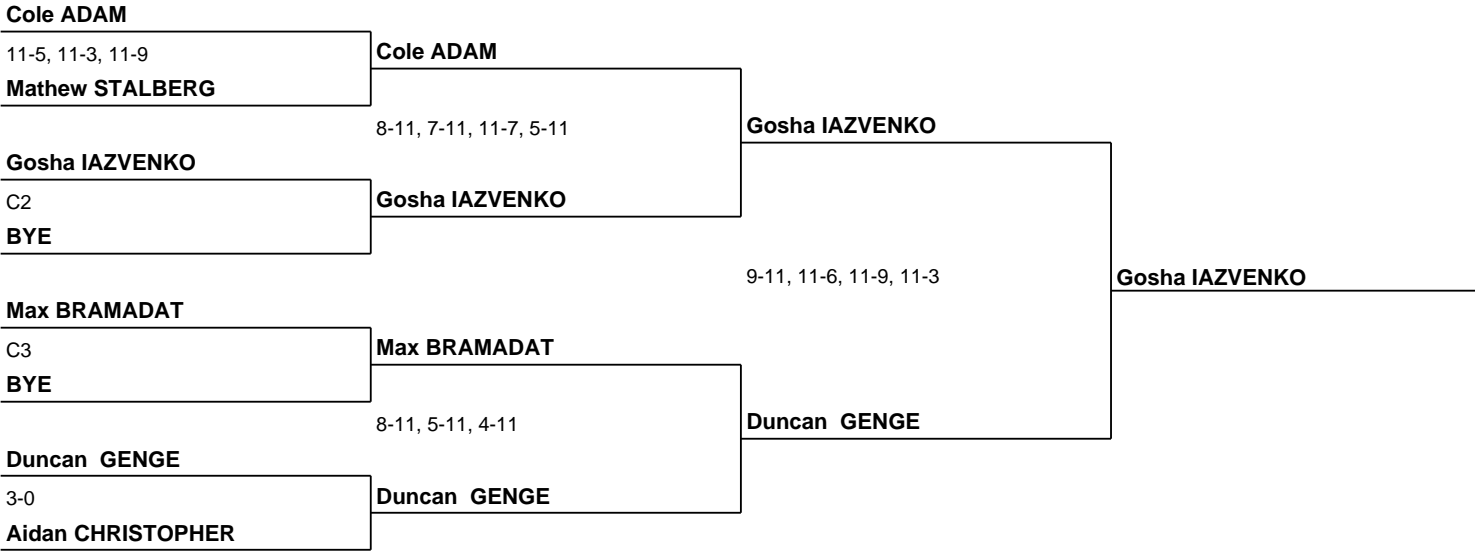 Cole ADAM
11-5, 11-3, 11-9
Mathew STALBERG
Cole ADAM
8-11, 7-11, 11-7, 5-11
Gosha IAZVENKO
C2
BYE
Gosha IAZVENKO
Gosha IAZVENKO
9-11, 11-6, 11-9, 11-3
Gosha IAZVENKO
Max BRAMADAT
C3
BYE
Max BRAMADAT
8-11, 5-11, 4-11
Duncan  GENGE
Duncan  GENGE
3-0
Aidan CHRISTOPHER
Duncan  GENGE